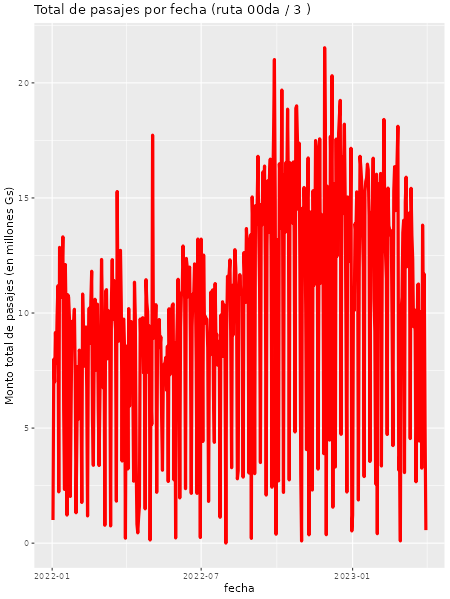 Total de pasajes por fecha (ruta 00da / 3 )
Monto total de pasajes (en millones Gs)
20
15
10
5
0
2022-01
2022-07
2023-01
fecha